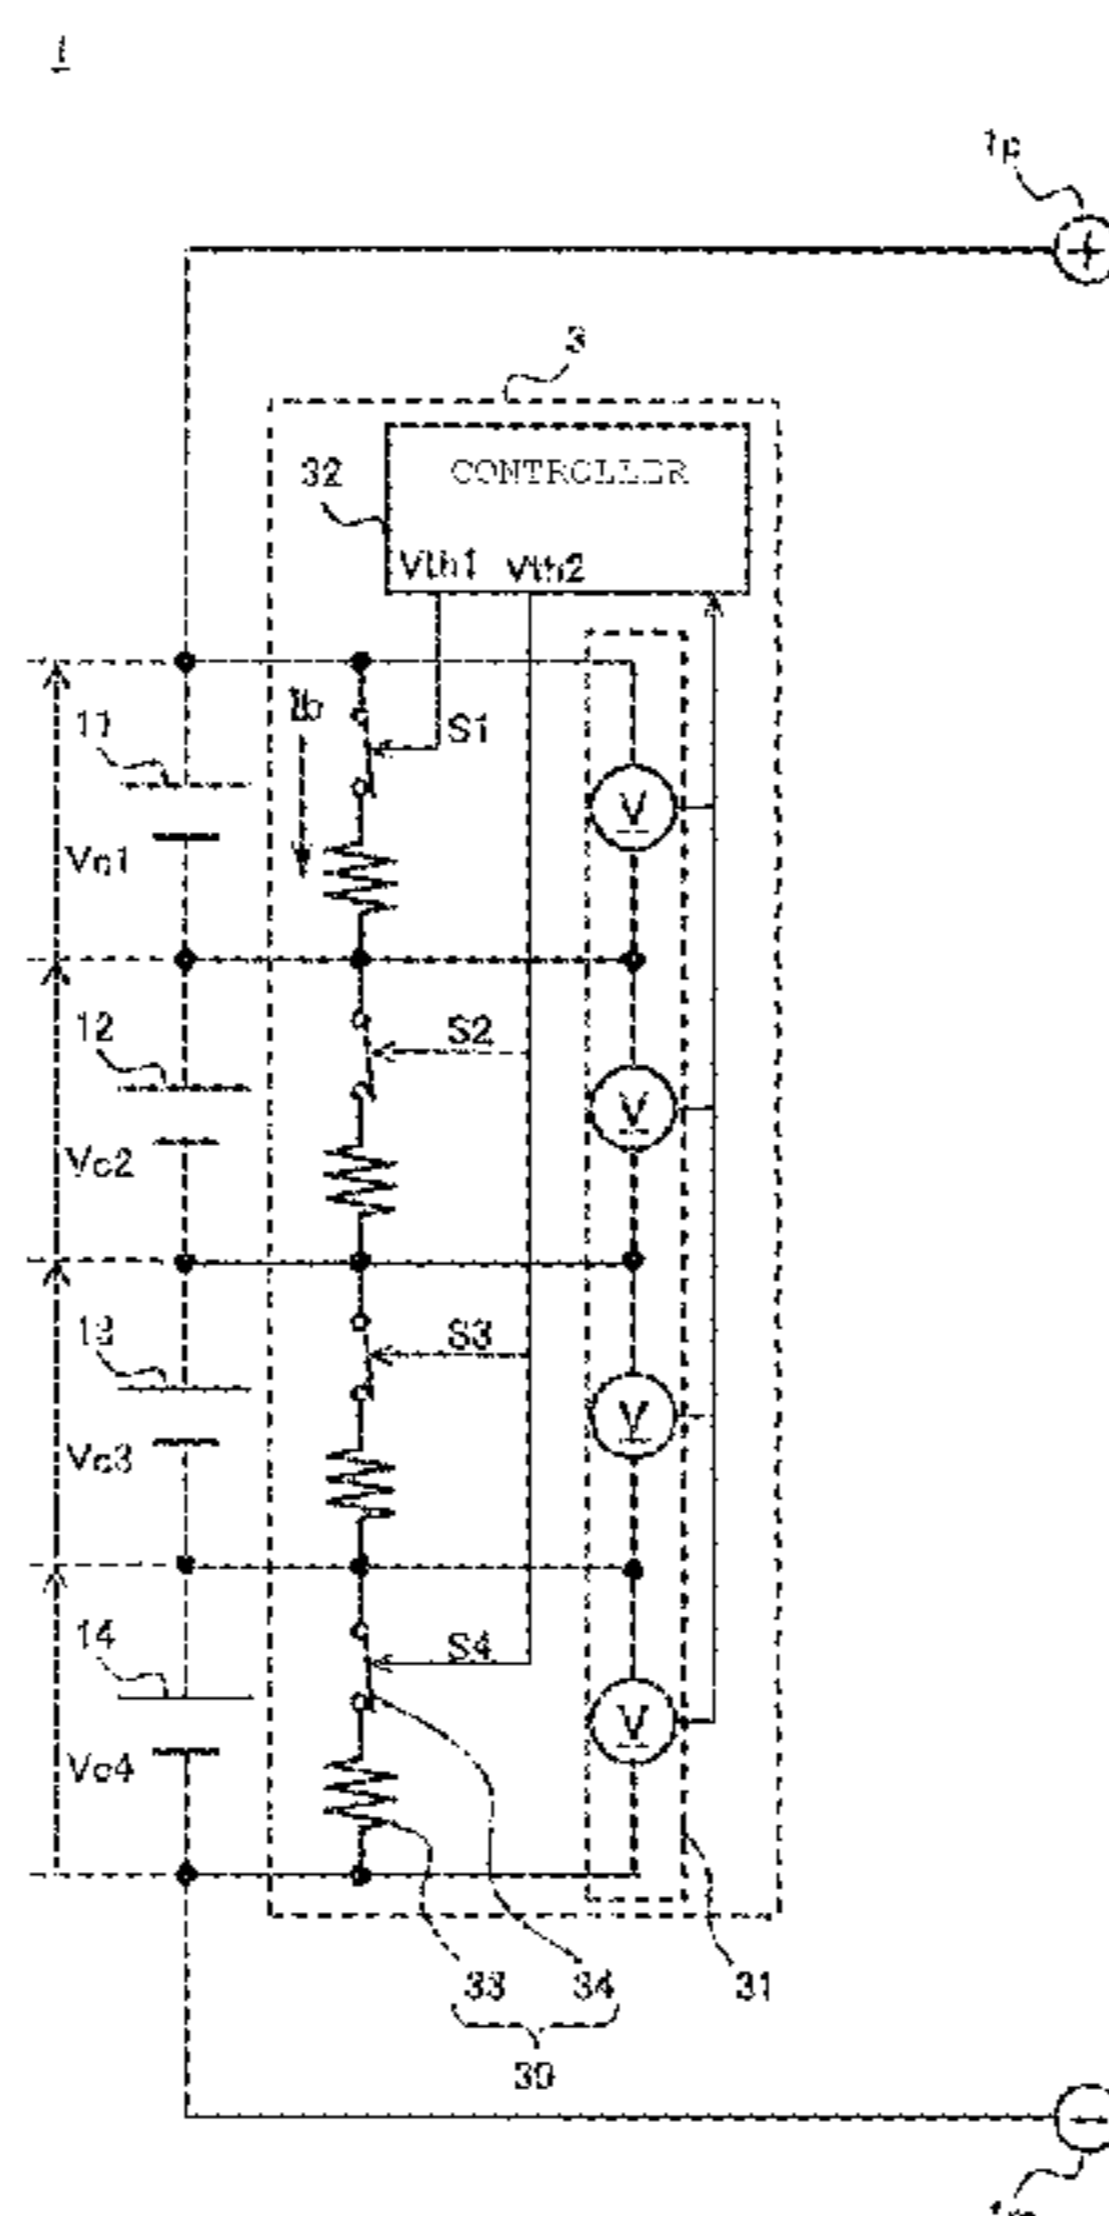 1
1p
3
CONTROLLER
32
Vth1 Vth2
Ib
S1
11
V
Vc1
12
S2
V
Vc2
13
S3
V
Vc3
14
S4
V
Vc4
33 34 31
30